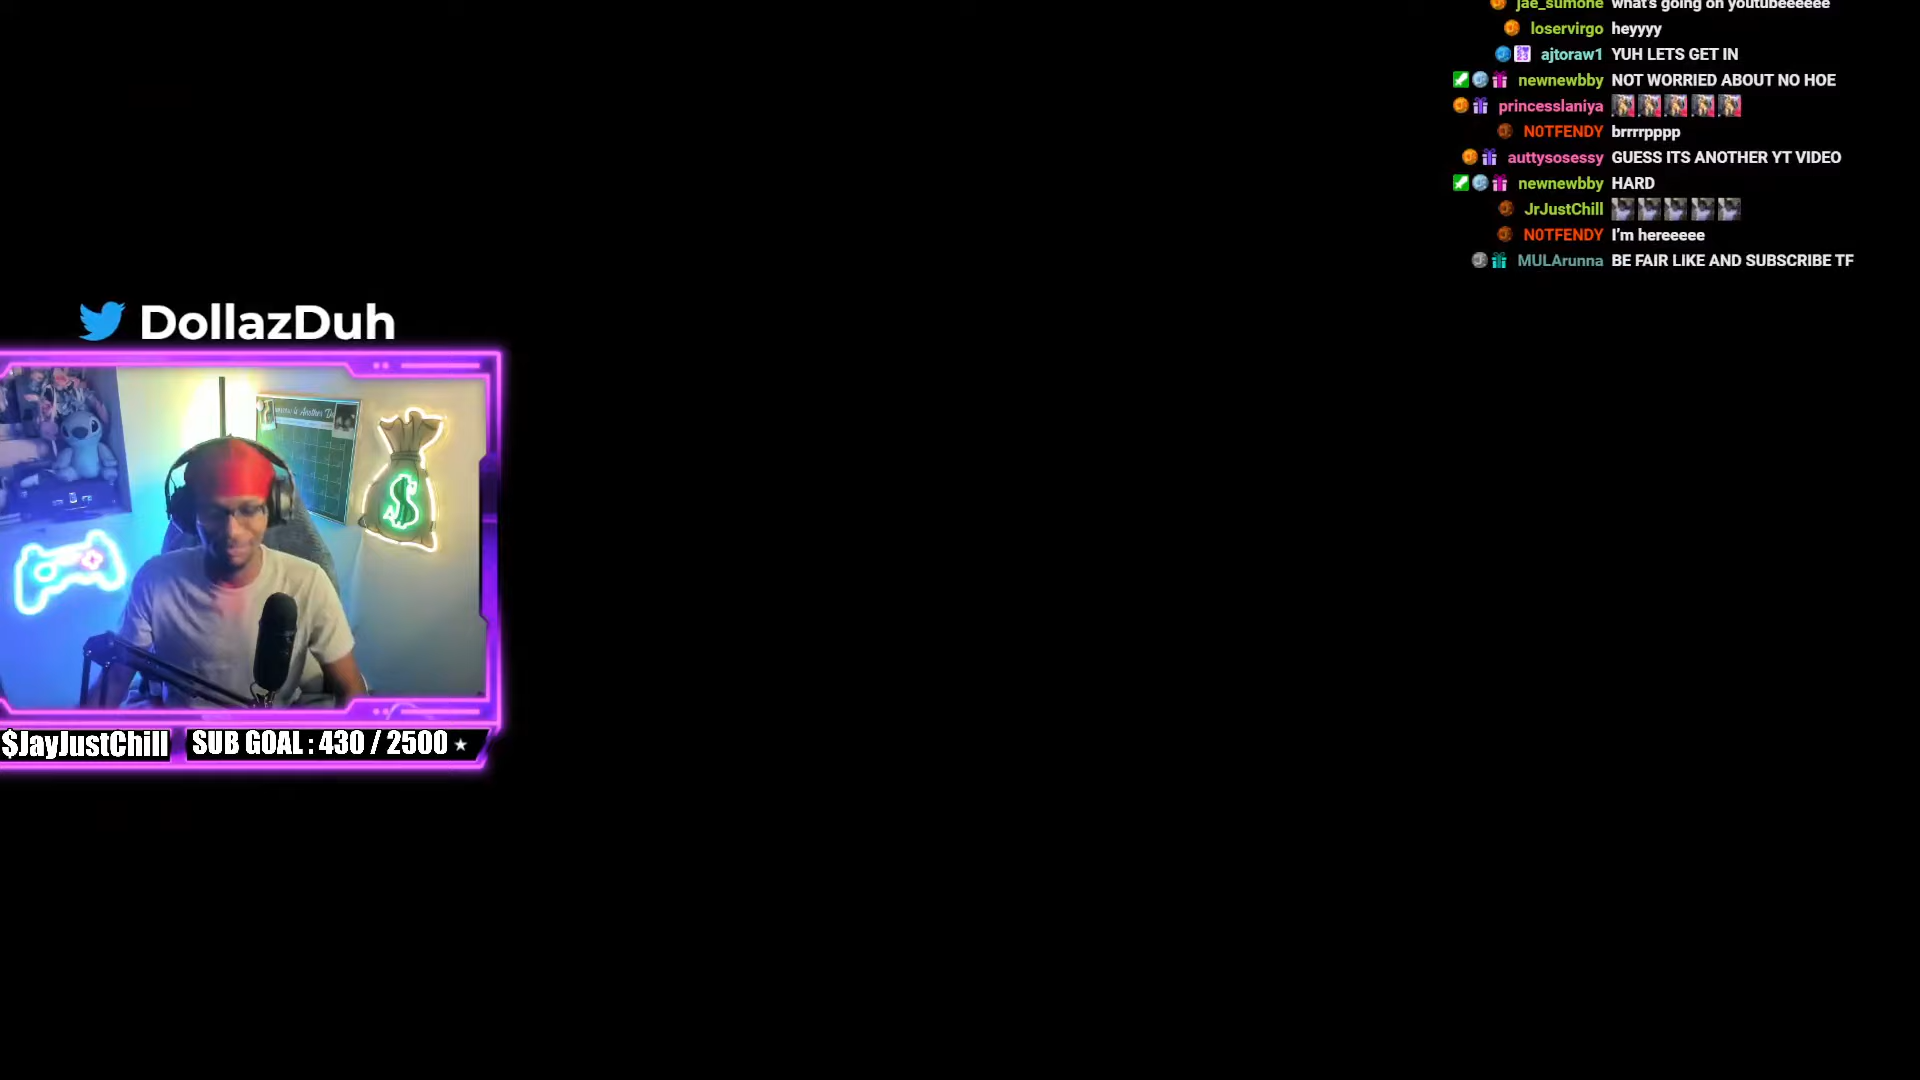 jae_sumone what's going on youtubeeeeee
loservirgo heyyyy
ajtoraw1 YUH LETS GET IN
newnewbby NOT WORRIED ABOUT NO HOE
princesslaniya
N0TFENDY brrrrpppp
auttysosessy GUESS ITS ANOTHER YT VIDEO
newnewbby HARD
JrJustChill
N0TFENDY I'm hereeeee
MULArunna BE FAIR LIKE AND SUBSCRIBE TF
DollazDuh
$
$JayJustChill SUB GOAL : 430 / 2500